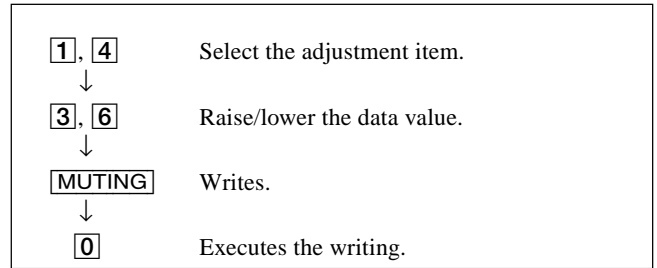 1, 4 Select the adjustment item.
↓
3, 6 Raise/lower the data value.
↓
MUTING Writes.
↓
0 Executes the writing.